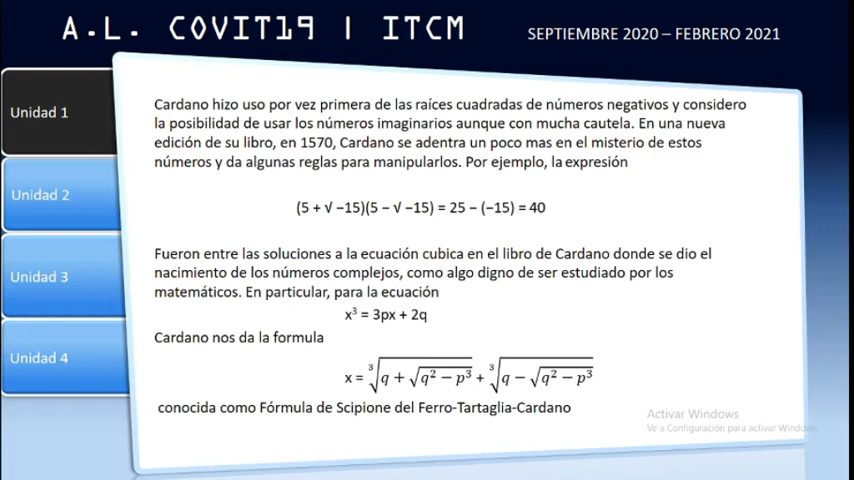 A.L. COVIT19 | ITCM
SEPTIEMBRE 2020 – FEBRERO 2021
Unidad 1
Unidad 2
Unidad 3
Unidad 4
Cardano hizo uso por vez primera de las raíces cuadradas de números negativos y considero
la posibilidad de usar los números imaginarios aunque con mucha cautela. En una nueva
edición de su libro, en 1570, Cardano se adentra un poco mas en el misterio de estos
números y da algunas reglas para manipularlos. Por ejemplo, la expresión
(5 + √ −15)(5 − √ −15) = 25 − (−15) = 40
Fueron entre las soluciones a la ecuación cubica en el libro de Cardano donde se dio el
nacimiento de los números complejos, como algo digno de ser estudiado por los
matemáticos. En particular, para la ecuación
x³ = 3px + 2q
Cardano nos da la formula
x = ∛(q + √(q² − p³)) + ∛(q − √(q² − p³))
conocida como Fórmula de Scipione del Ferro-Tartaglia-Cardano
Activar Windows
Ve a Configuración para activar Windows.